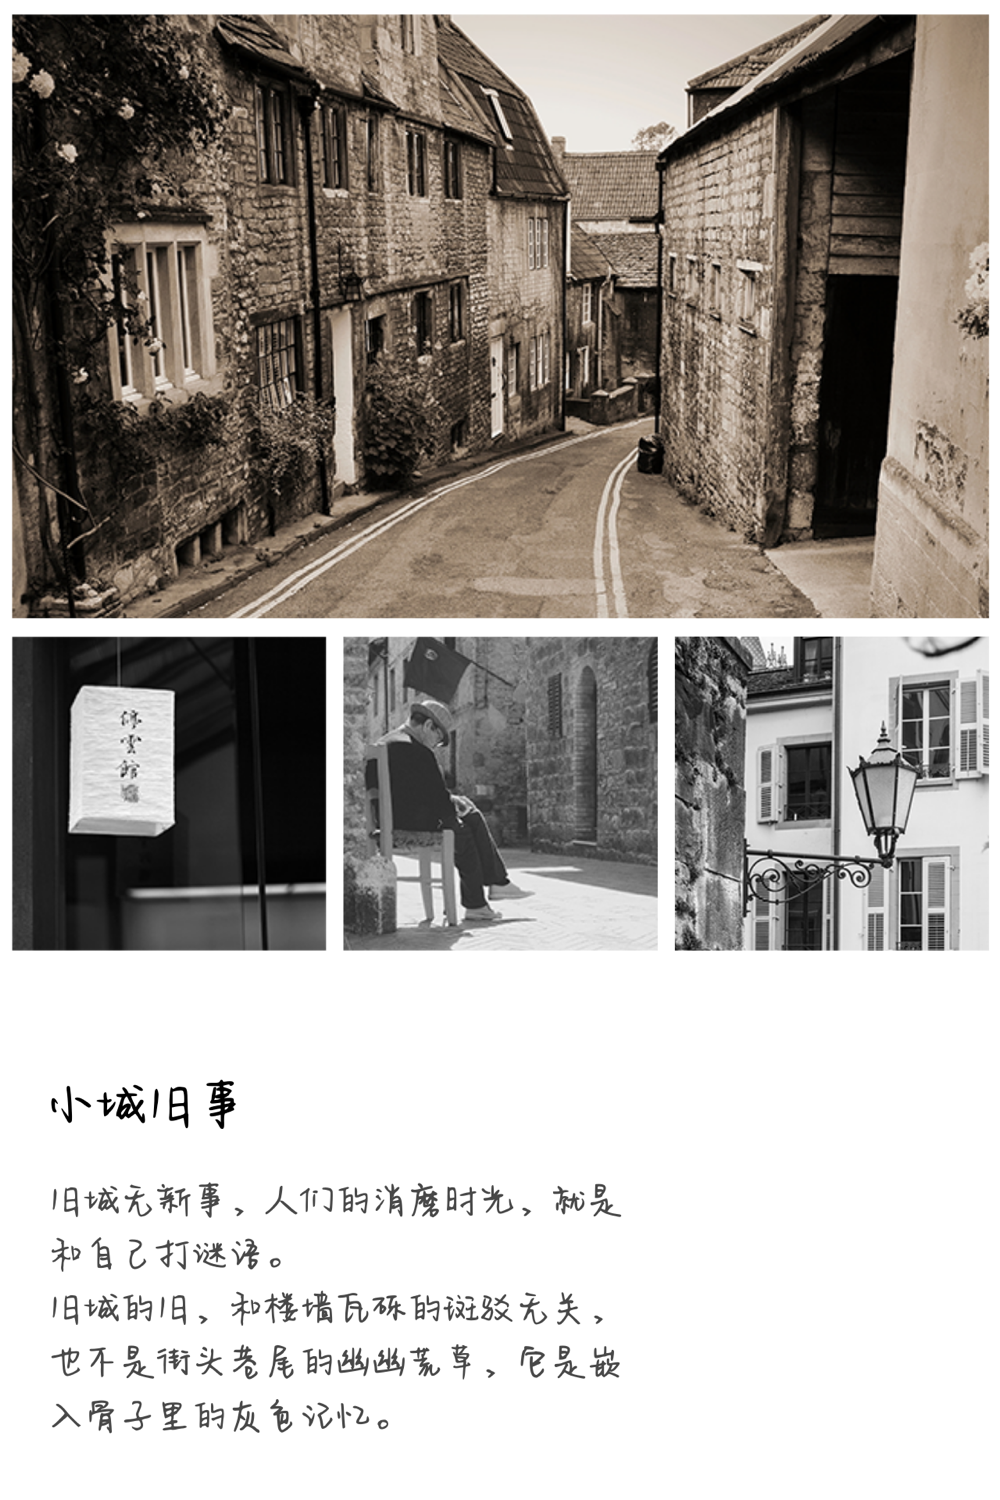 雲
館
小城旧事
旧城无新事，人们的消磨时光，就是
和自己打谜语。
旧城的旧，和楼墙瓦砾的斑驳无关，
也不是街头巷尾的幽幽荒草，它是嵌
入骨子里的灰色记忆。